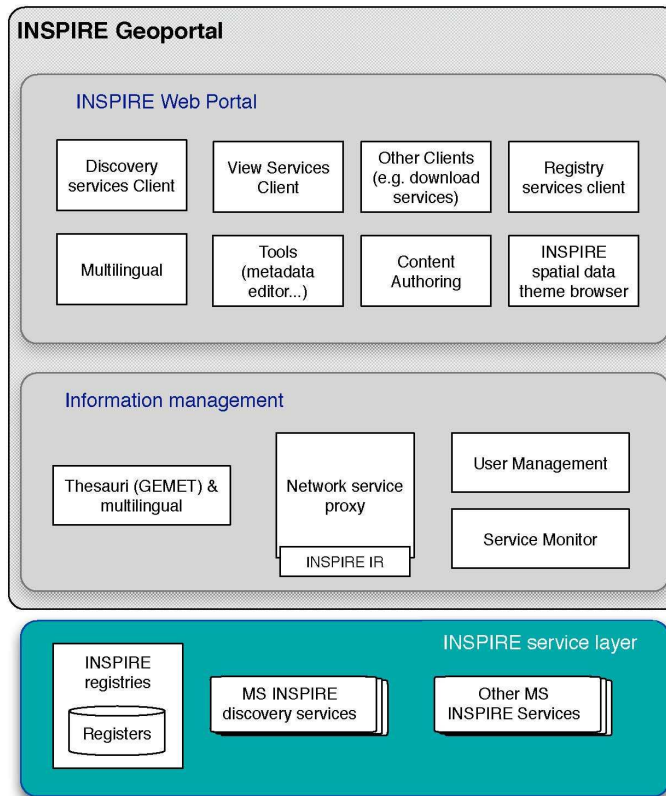 INSPIRE Geoportal
INSPIRE Web Portal
Discovery
services Client
View Services
Client
Other Clients
(e.g. download
services)
Registry
services client
Multilingual
Tools
(metadata
editor...)
Content
Authoring
INSPIRE
spatial data
theme browser
Information management
Thesauri (GEMET) &
multilingual
Network service
proxy
INSPIRE IR
User Management
Service Monitor
INSPIRE service layer
INSPIRE
registries
Registers
MS INSPIRE
discovery services
Other MS
INSPIRE Services